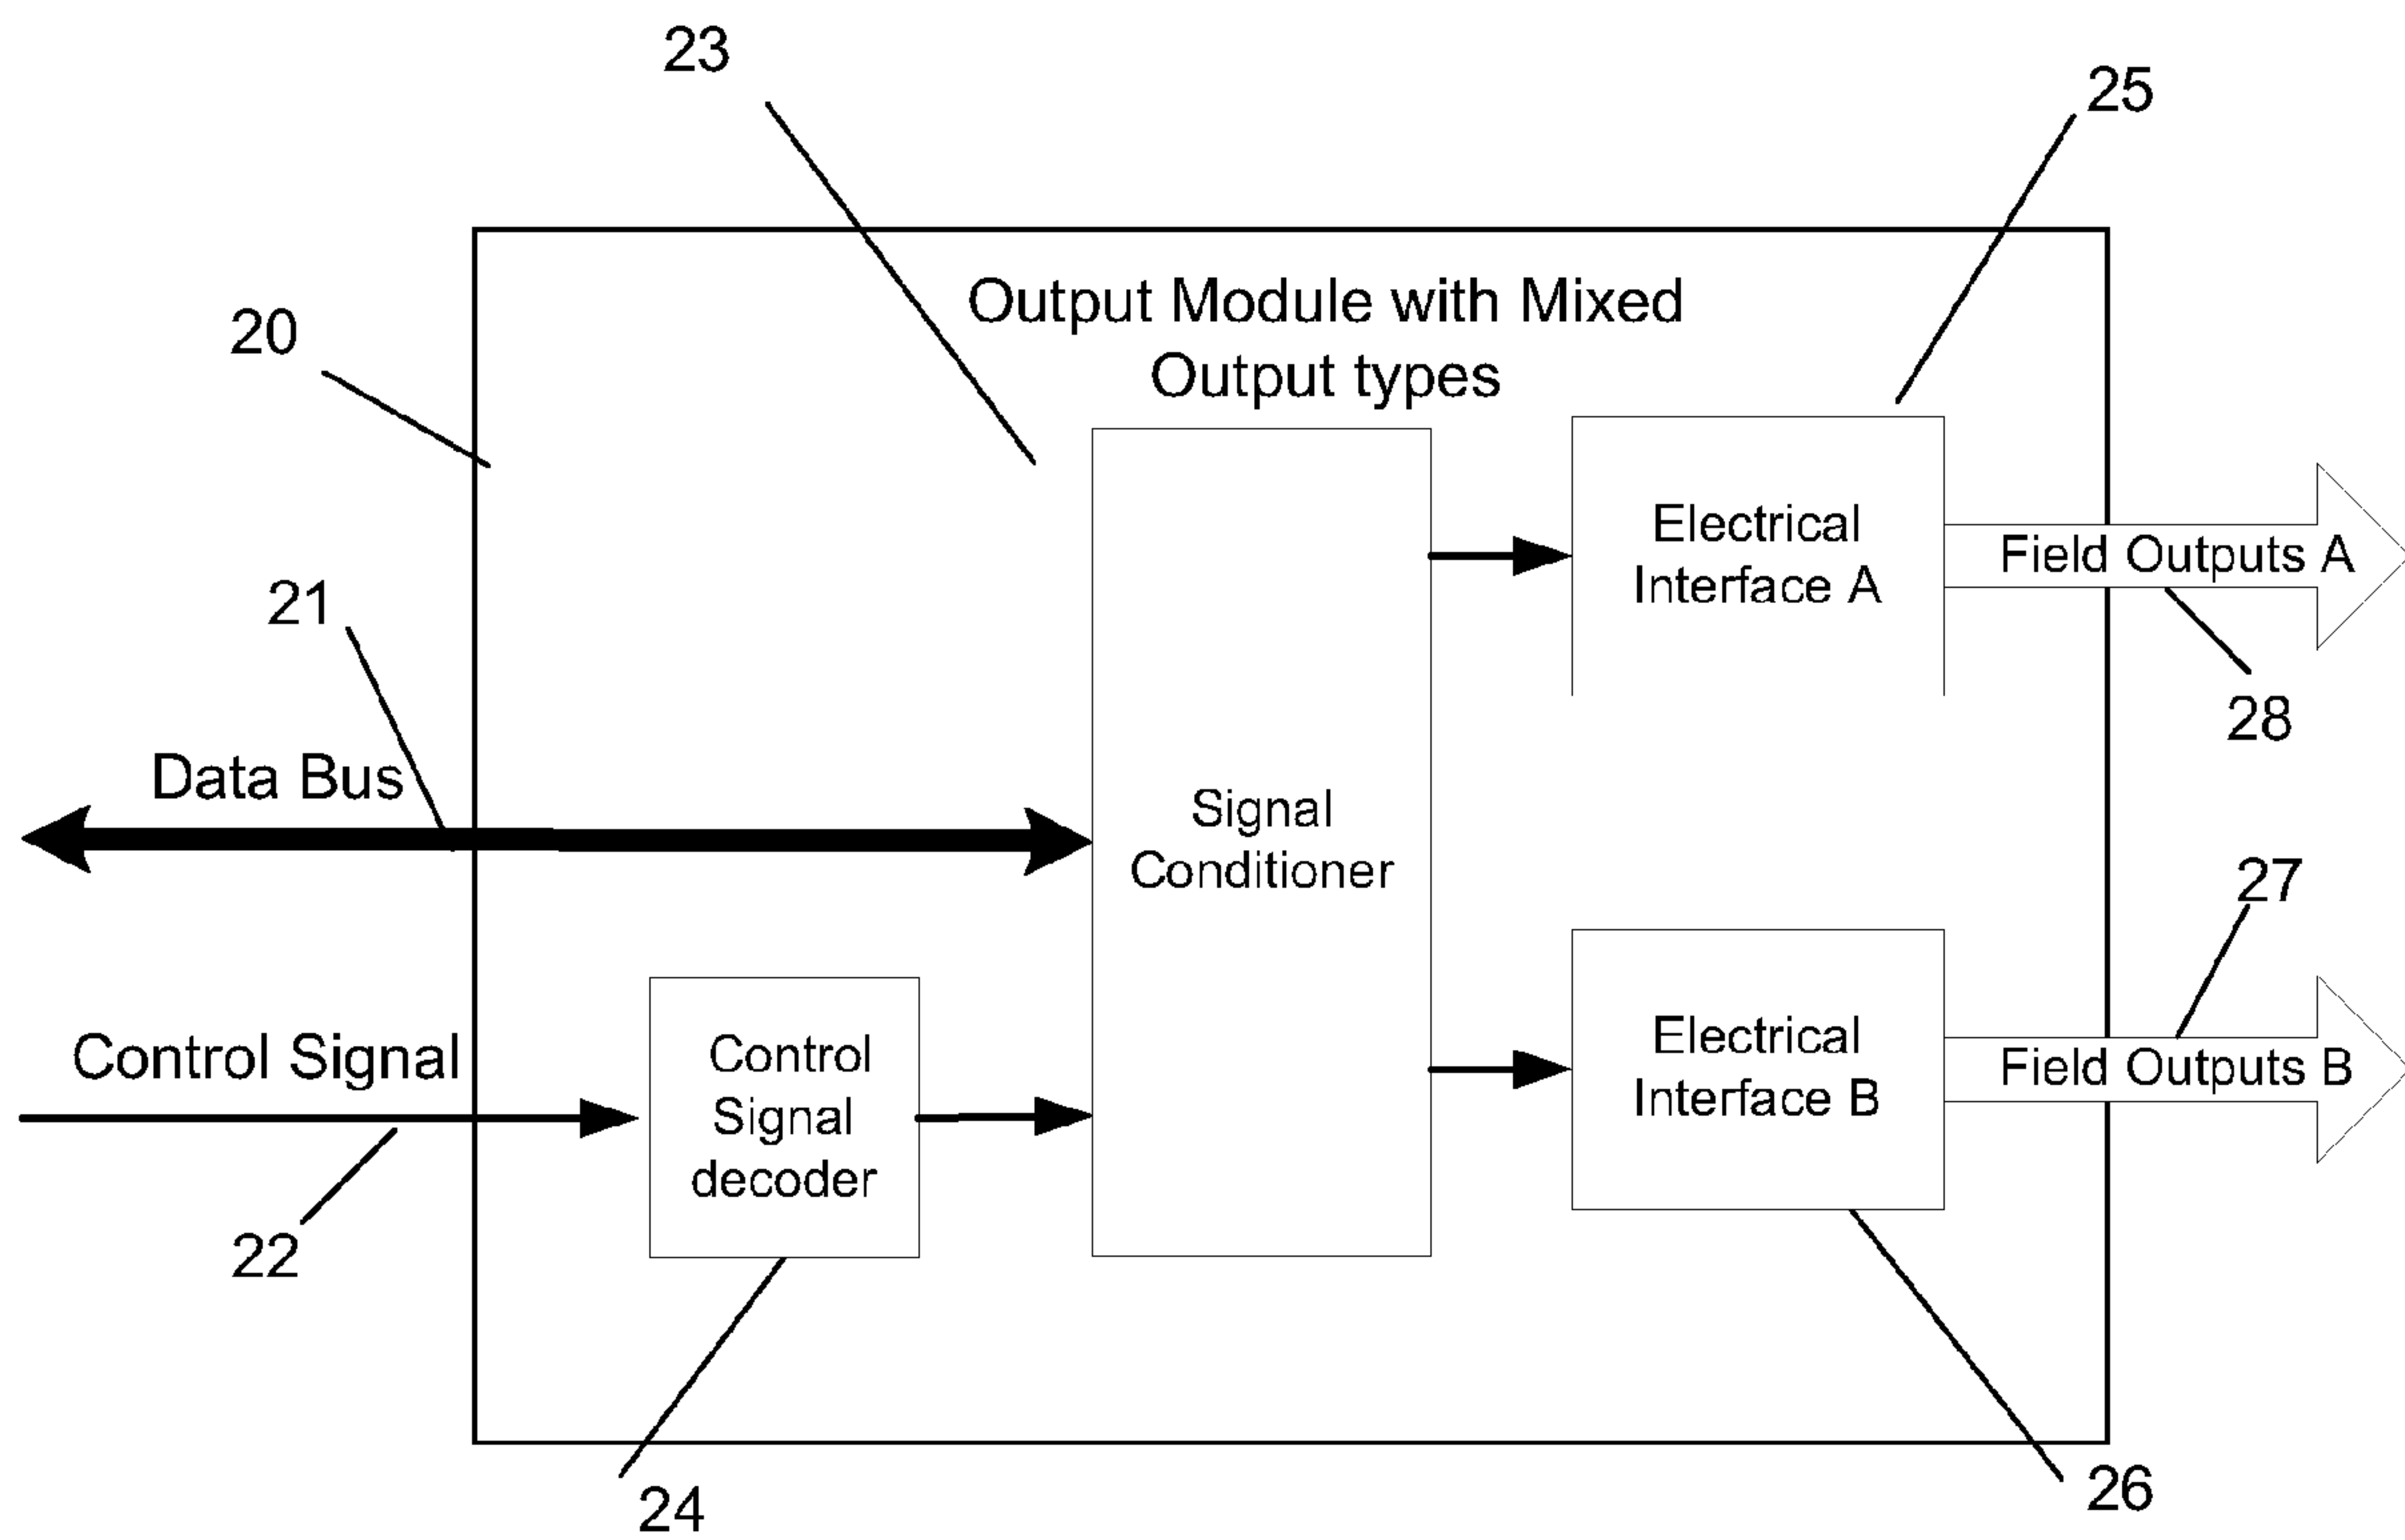 23
25
Output Module with Mixed
Output types
20
Electrical
Interface A
Field Outputs A
21
28
Data Bus
Signal
Conditioner
27
Control Signal
Control
Signal
decoder
Electrical
Interface B
Field Outputs B
22
24
26